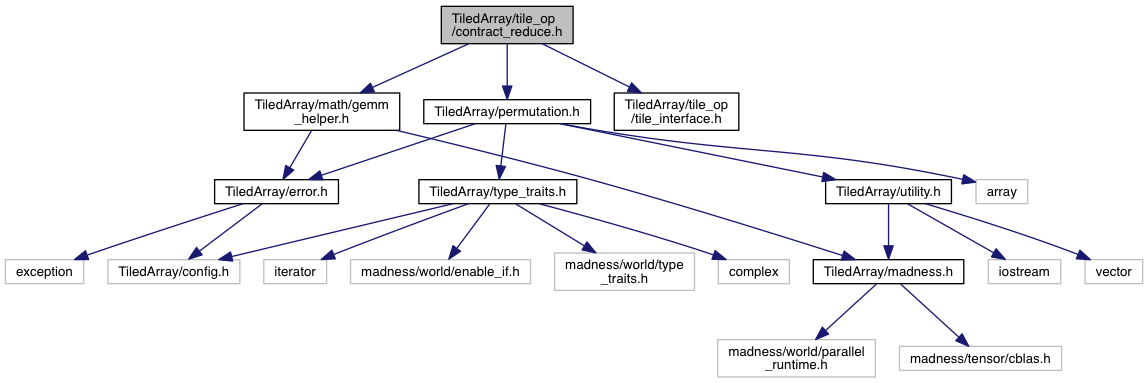 TiledArray/tile_op
/contract_reduce.h
TiledArray/math/gemm
_helper.h
TiledArray/permutation.h
TiledArray/tile_op
/tile_interface.h
TiledArray/error.h
TiledArray/type_traits.h
TiledArray/utility.h
array
exception
TiledArray/config.h
iterator
madness/world/enable_if.h
madness/world/type
_traits.h
complex
TiledArray/madness.h
iostream
vector
madness/world/parallel
_runtime.h
madness/tensor/cblas.h